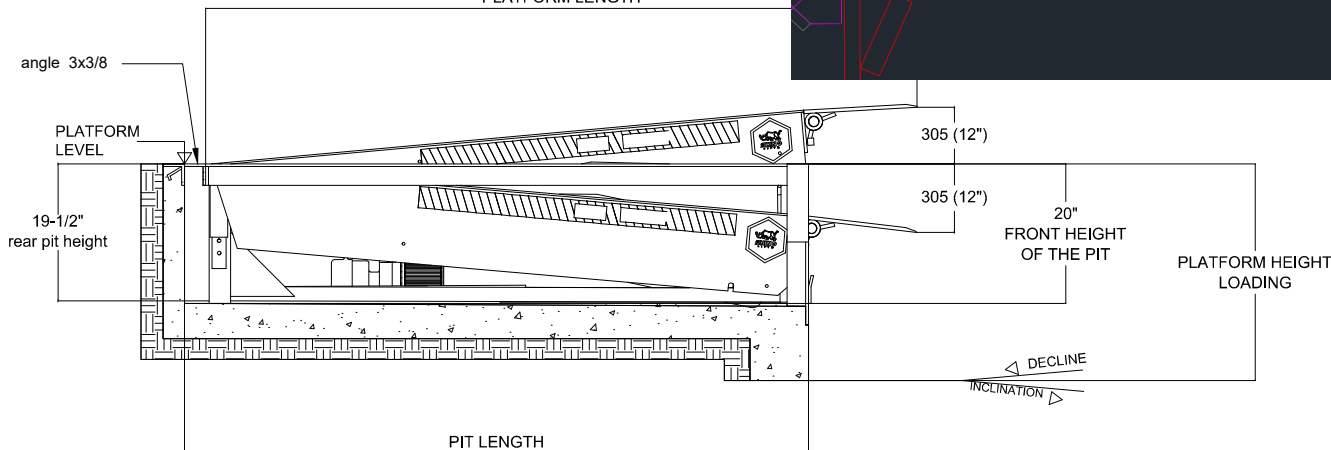 PLATFORM LENGTH
angle 3x3/8
PLATFORM
LEVEL
305 (12")
305 (12")
19-1/2"
rear pit height
20"
FRONT HEIGHT
OF THE PIT
PLATFORM HEIGHT
LOADING
DECLINE
INCLINATION
PIT LENGTH